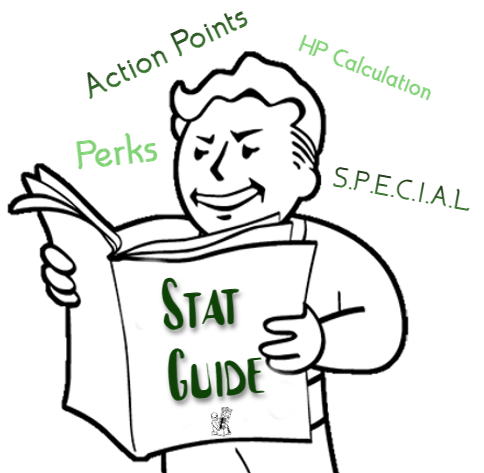 Action Points
HP Calculation
Perks
S.P.E.C.I.A.L.
STAT
GUIDE